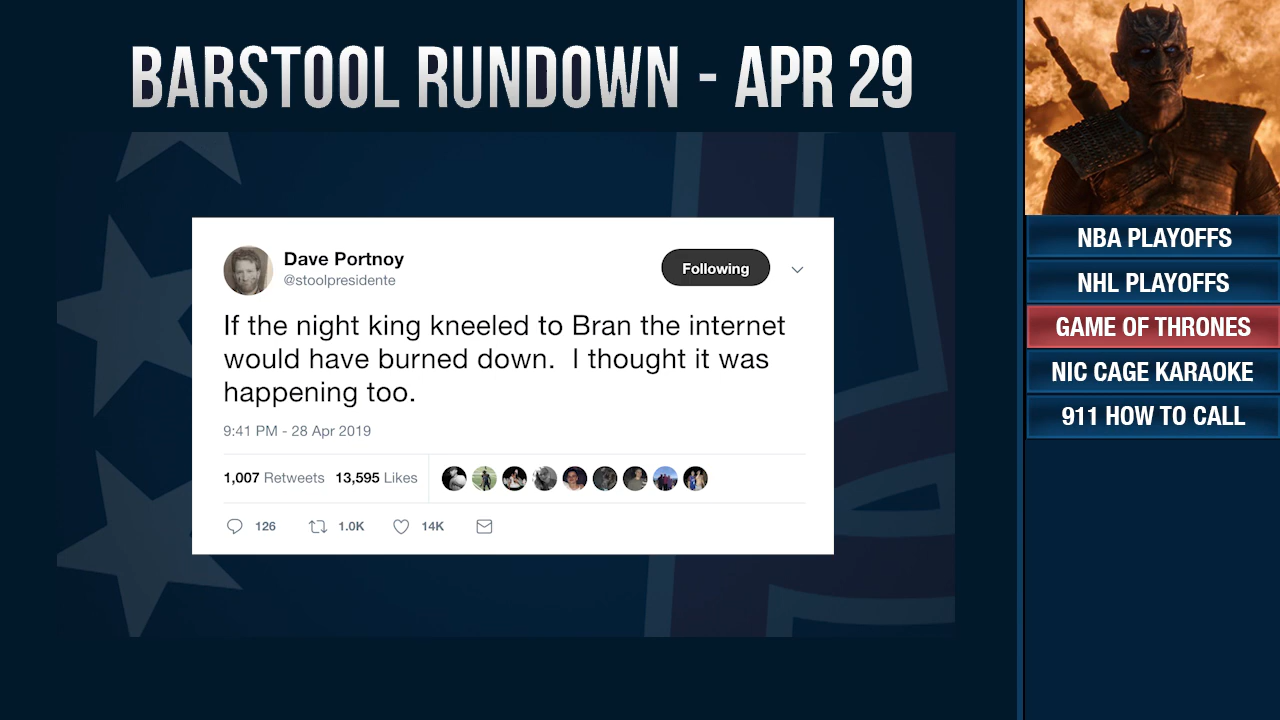 BARSTOOL RUNDOWN - APR 29
Dave Portnoy
@stoolpresidente
Following
If the night king kneeled to Bran the internet
would have burned down.  I thought it was
happening too.
9:41 PM - 28 Apr 2019
1,007 Retweets 13,595 Likes
126 1.0K 14K
NBA PLAYOFFS
NHL PLAYOFFS
GAME OF THRONES
NIC CAGE KARAOKE
911 HOW TO CALL